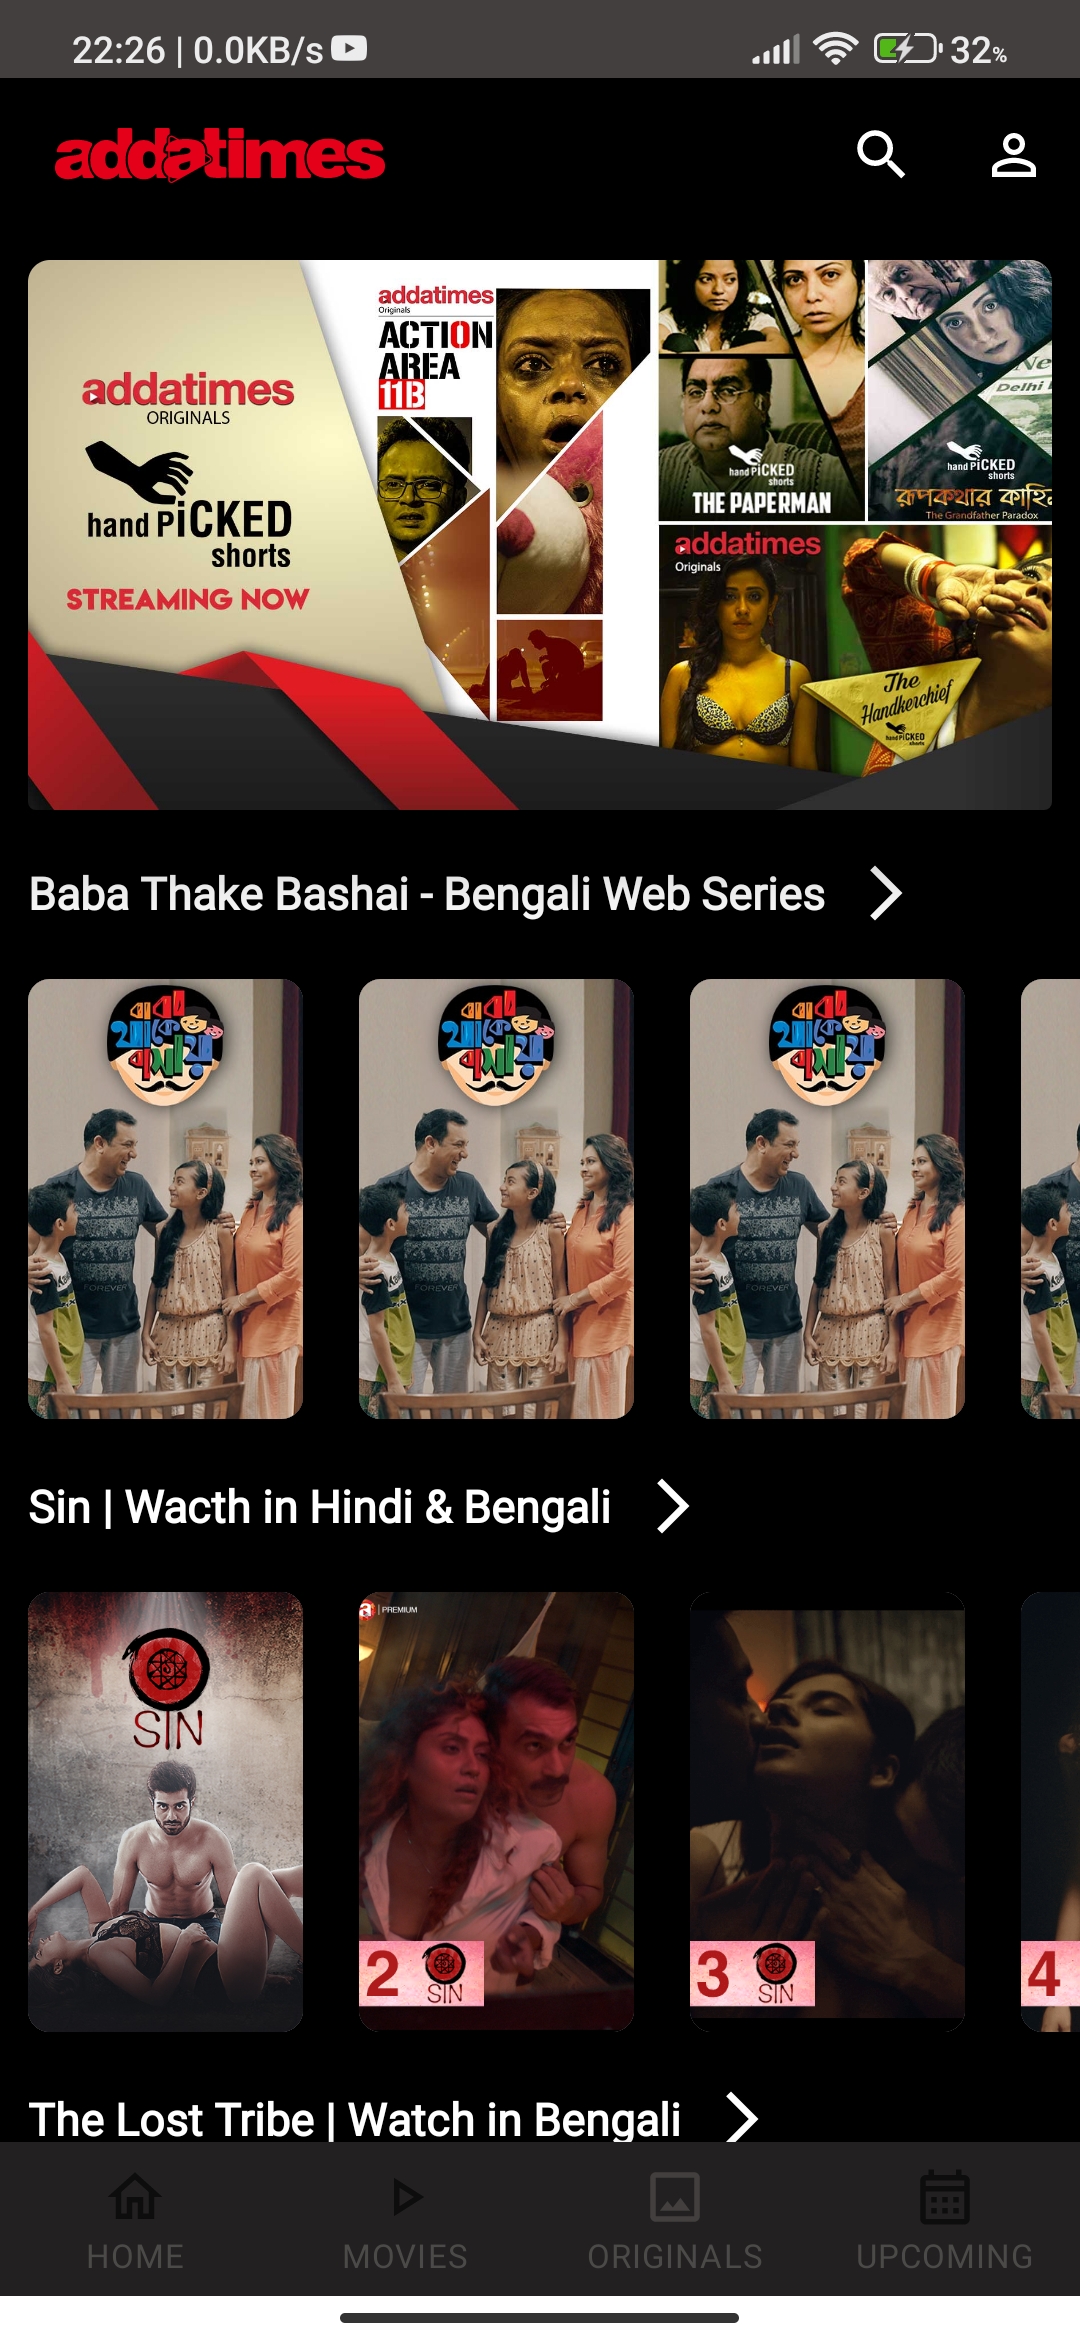 22:26 | 0.0KB/s
32%
addatimes
addatimes
ORIGINALS
hand PiCKED
shorts
STREAMING NOW
addatimes
Originals
ACTION
AREA
11B
hand PiCKED
shorts
THE PAPERMAN
Delhi
hand PiCKED
shorts
রূপকথার কাহি
The Grandfather Paradox
addatimes
Originals
The
Handkerchief
hand PiCKED
shorts
Baba Thake Bashai - Bengali Web Series
বাবা
থাকে
বাসায়
FOREVER
বাবা
থাকে
বাসায়
FOREVER
বাবা
থাকে
বাসায়
FOREVER
Sin | Wacth in Hindi & Bengali
SIN
a | PREMIUM
2 SIN
3 SIN
4
The Lost Tribe | Watch in Bengali
HOME
MOVIES
ORIGINALS
UPCOMING